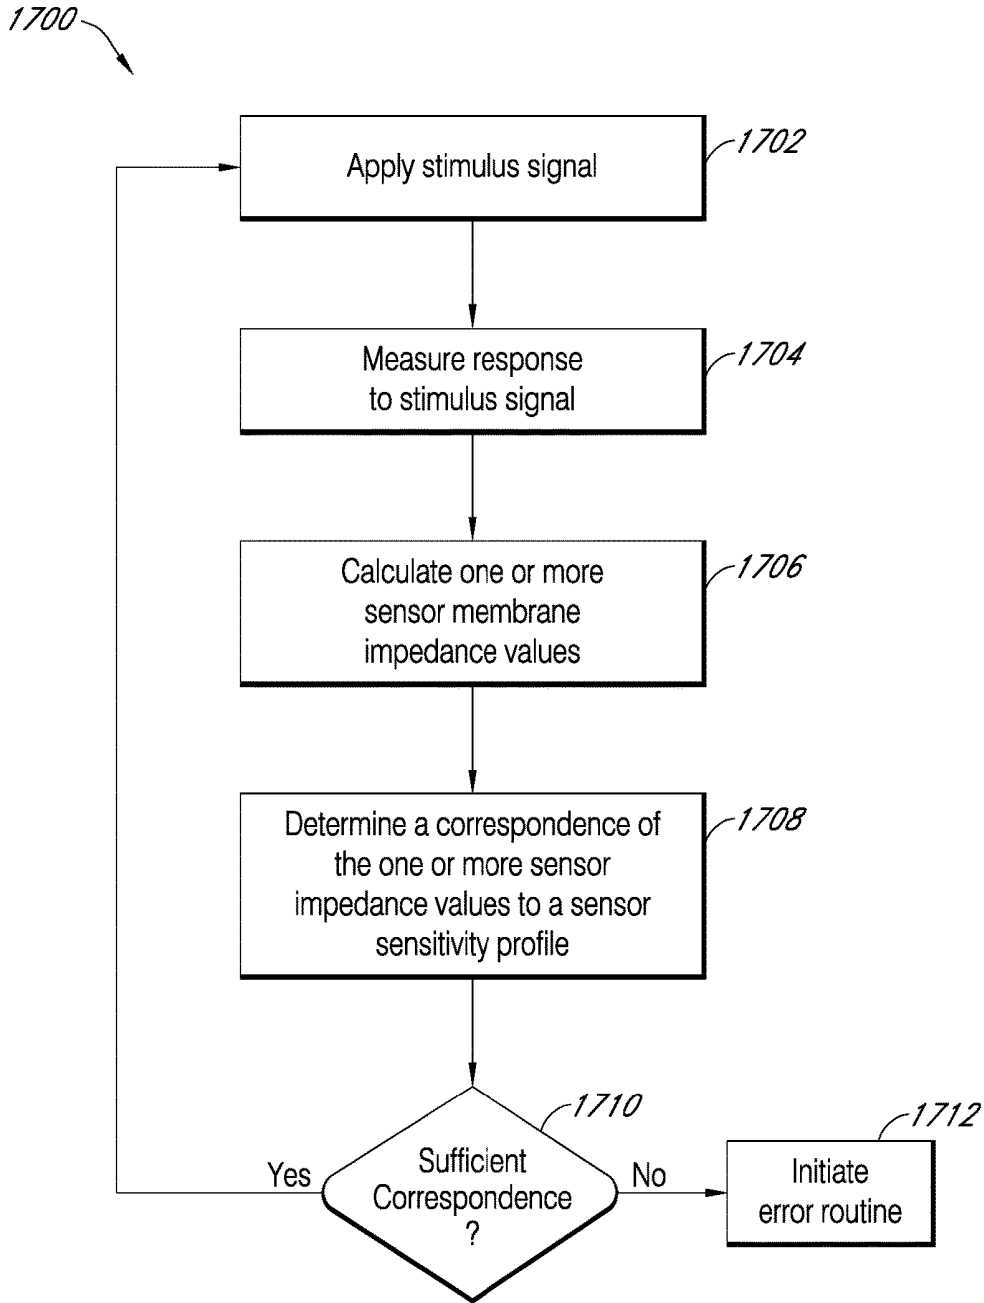 1700
Apply stimulus signal
1702
Measure response
to stimulus signal
1704
Calculate one or more
sensor membrane
impedance values
1706
Determine a correspondence of
the one or more sensor
impedance values to a sensor
sensitivity profile
1708
Sufficient
Correspondence
?
1710
Yes
No
Initiate
error routine
1712